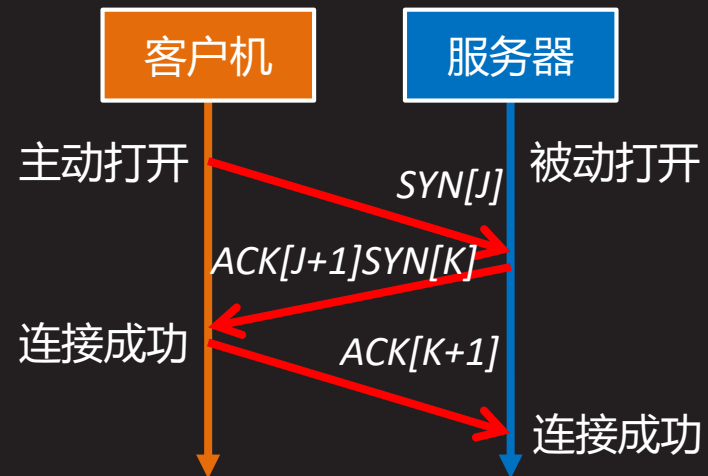 客户机
服务器
主动打开
被动打开
SYN[J]
ACK[J+1]SYN[K]
连接成功
ACK[K+1]
连接成功